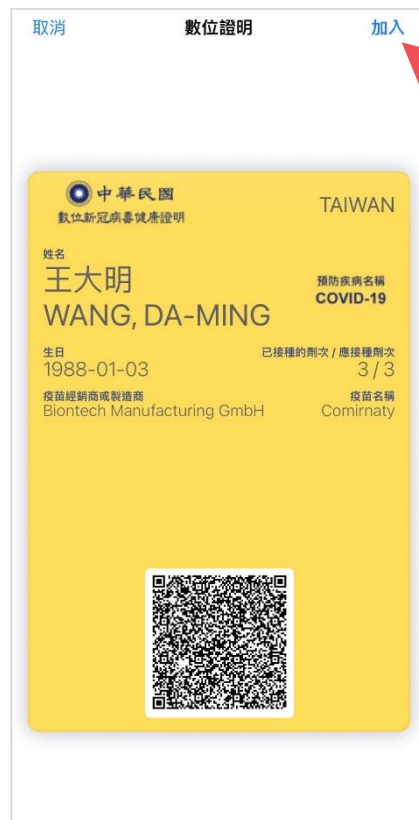 取消 數位證明 加入
中華民國
數位新冠病毒健康證明
TAIWAN
姓名
王大明
WANG, DA-MING
預防疾病名稱
COVID-19
生日
1988-01-03
已接種的劑次 / 應接種劑次
3 / 3
疫苗經銷商或製造商
Biontech Manufacturing GmbH
疫苗名稱
Comirnaty